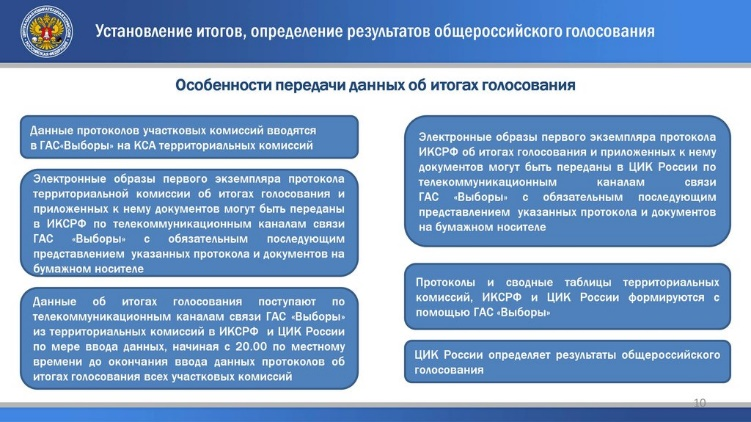 Установление итогов, определение результатов общероссийского голосования
Особенности передачи данных об итогах голосования
Данные протоколов участковых комиссий вводятся
в ГАС«Выборы» на КСА территориальных комиссий
Электронные образы первого экземпляра протокола
территориальной комиссии об итогах голосования и
приложенных к нему документов могут быть переданы
в ИКСРФ по телекоммуникационным каналам связи
ГАС «Выборы» с обязательным последующим
представлением указанных протокола и документов на
бумажном носителе
Данные об итогах голосования поступают по
телекоммуникационным каналам связи ГАС «Выборы»
из территориальных комиссий в ИКСРФ и ЦИК России
по мере ввода данных, начиная с 20.00 по местному
времени до окончания ввода данных протоколов об
итогах голосования всех участковых комиссий
Электронные образы первого экземпляра протокола
ИКСРФ об итогах голосования и приложенных к нему
документов могут быть переданы в ЦИК России по
телекоммуникационным каналам связи
ГАС «Выборы» с обязательным последующим
представлением указанных протокола и документов
на бумажном носителе
Протоколы и сводные таблицы территориальных
комиссий, ИКСРФ и ЦИК России формируются с
помощью ГАС «Выборы»
ЦИК России определяет результаты общероссийского
голосования
10